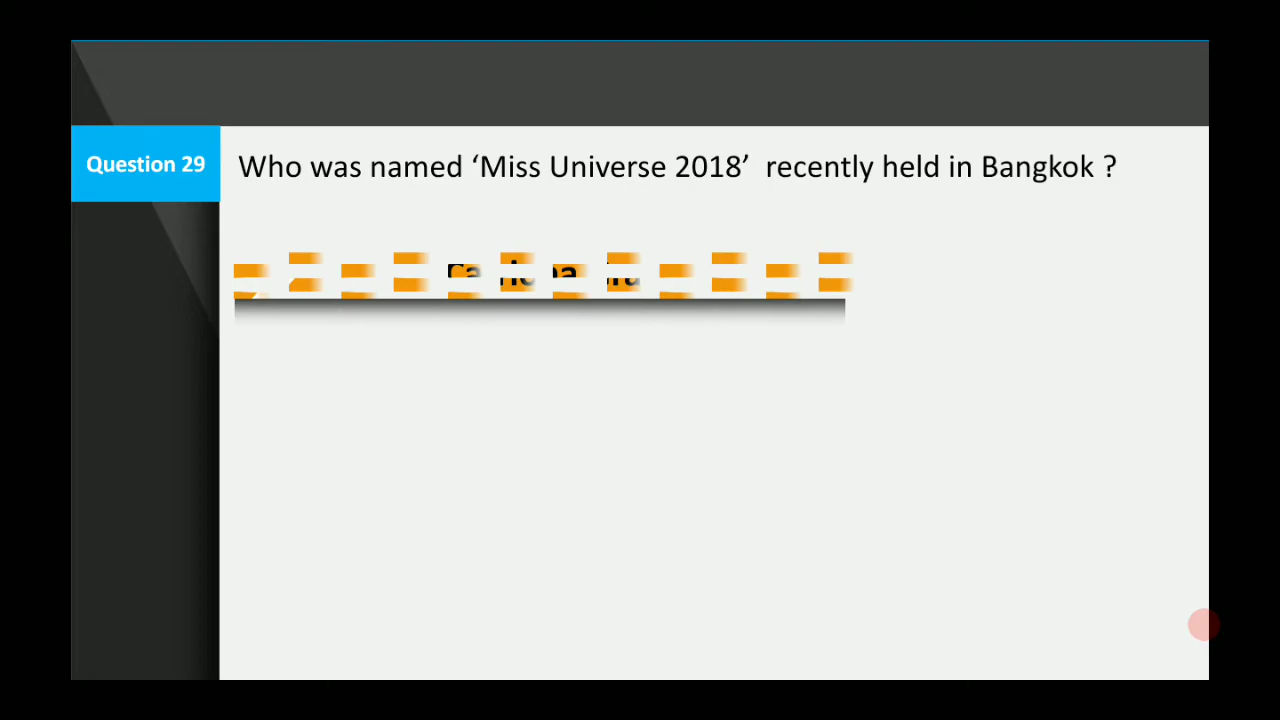 Question 29
Who was named ‘Miss Universe 2018’ recently held in Bangkok ?